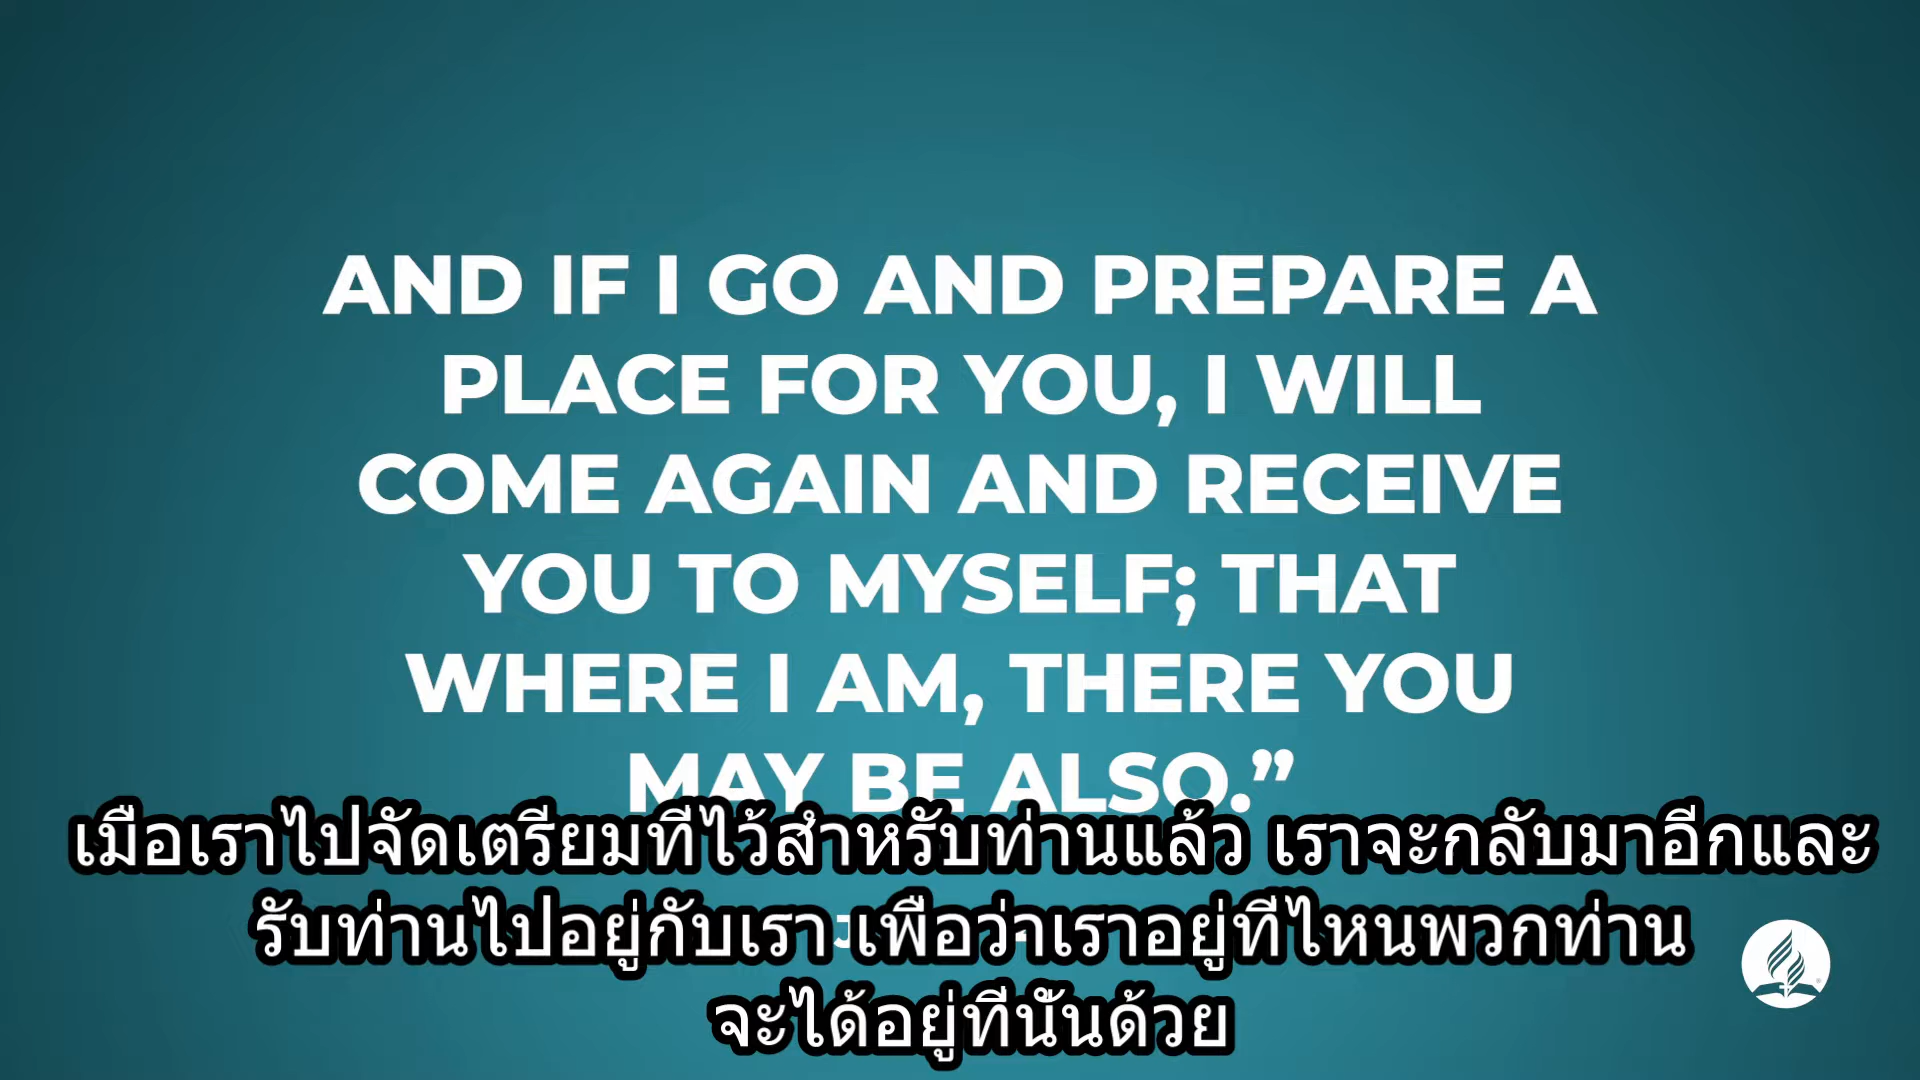 AND IF I GO AND PREPARE A
PLACE FOR YOU, I WILL
COME AGAIN AND RECEIVE
YOU TO MYSELF; THAT
WHERE I AM, THERE YOU
MAY BE ALSO.”
เมื่อเราไปจัดเตรียมที่ไว้สำหรับท่านแล้ว เราจะกลับมาอีกและ
รับท่านไปอยู่กับเรา เพื่อว่าเราอยู่ที่ไหนพวกท่าน
จะได้อยู่ที่นั่นด้วย